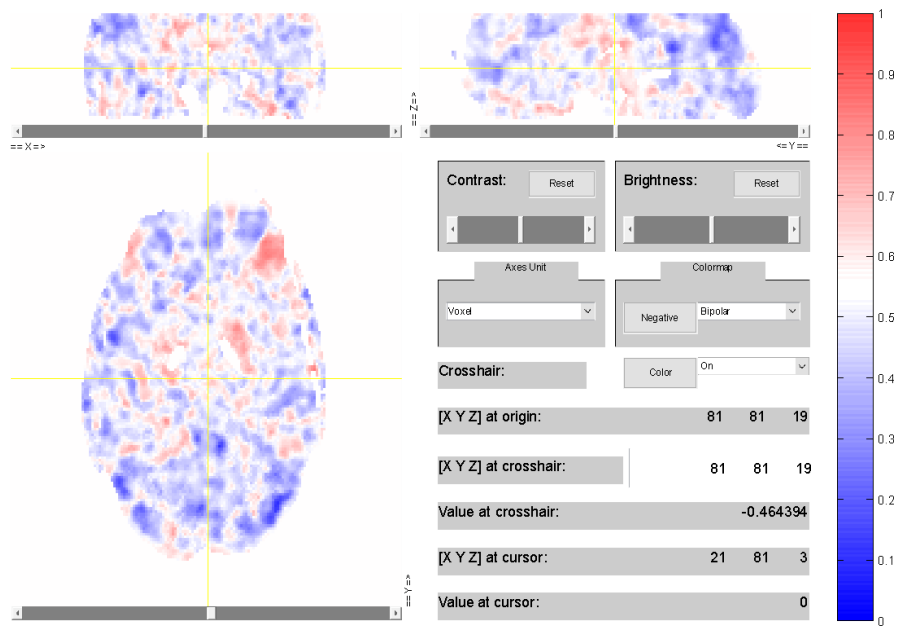 == X =>
== Z =>
<= Y ==
== Y =>
Contrast: Reset
Brightness: Reset
Axes Unit
Voxel
Colormap
Negative Bipolar
Crosshair: Color On
[X Y Z] at origin: 81 81 19
[X Y Z] at crosshair: 81 81 19
Value at crosshair: -0.464394
[X Y Z] at cursor: 21 81 3
Value at cursor: 0
1
0.9
0.8
0.7
0.6
0.5
0.4
0.3
0.2
0.1
0